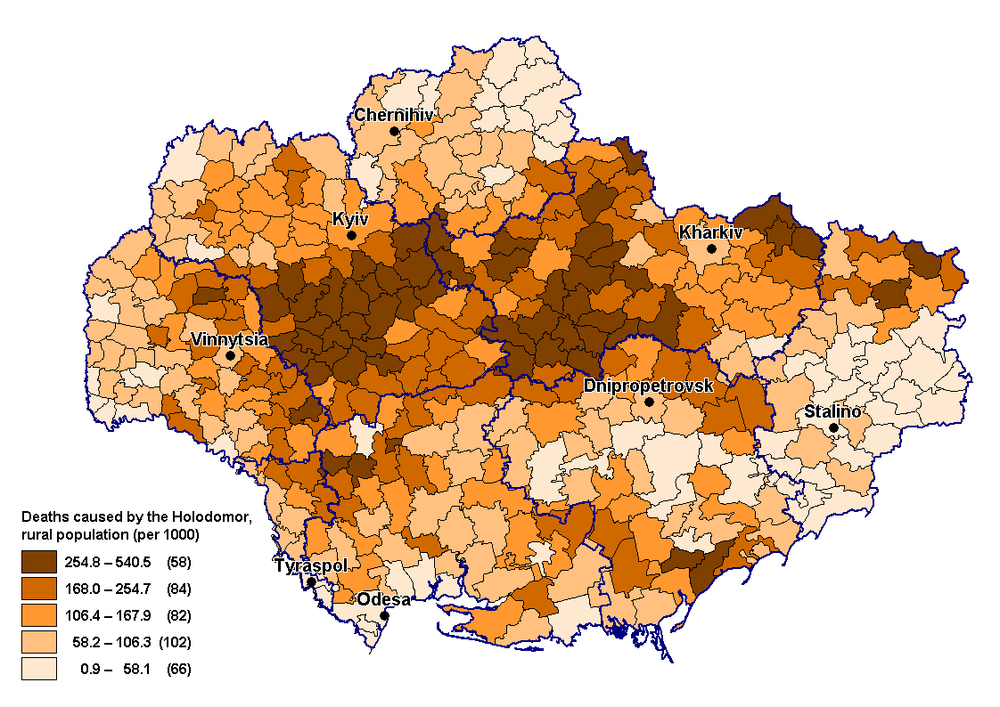 Chernihiv
Kyiv
Kharkiv
Vinnytsia
Dnipropetrovsk
Stalino
Deaths caused by the Holodomor,
rural population (per 1000)
254.8 – 540.5 (58)
168.0 – 254.7 (84)
106.4 – 167.9 (82)
58.2 – 106.3 (102)
0.9 – 58.1 (66)
Tyraspol
Odesa